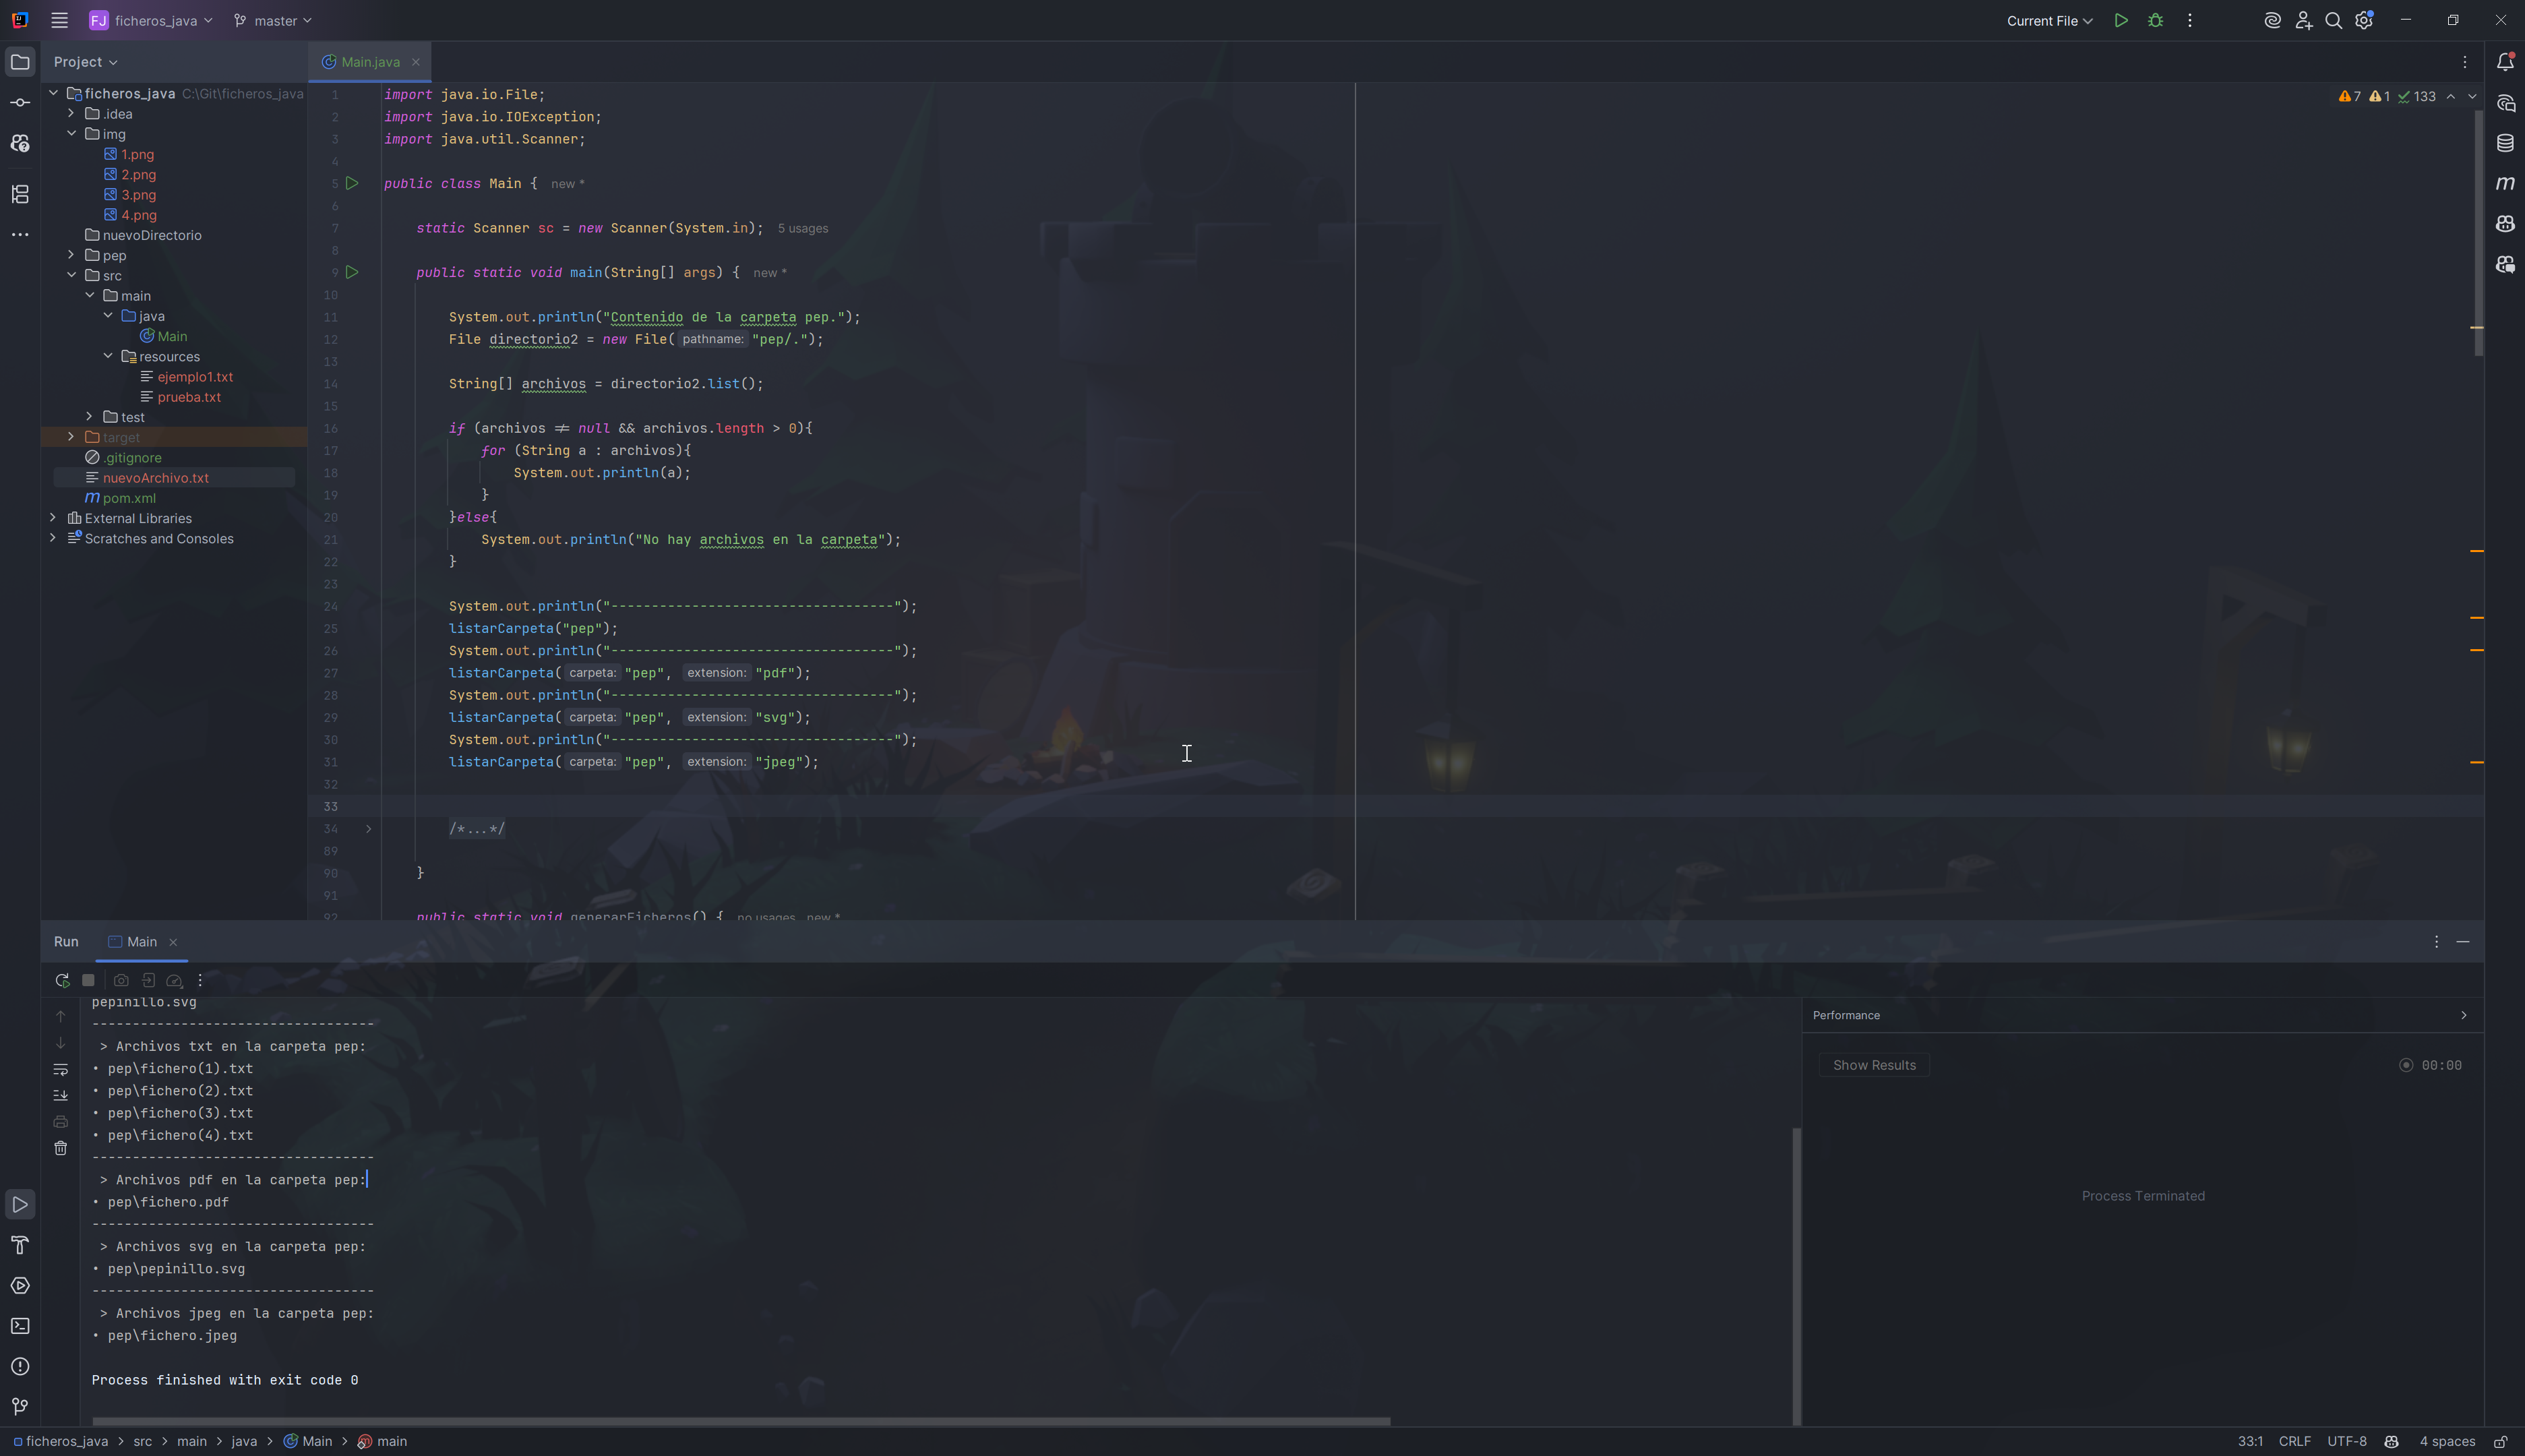 FJ ficheros_java master Current File
Project
Main.java
ficheros_java C:\Git\ficheros_java
.idea
img
1.png
2.png
3.png
4.png
nuevoDirectorio
pep
src
main
java
Main
resources
ejemplo1.txt
prueba.txt
test
target
.gitignore
nuevoArchivo.txt
m pom.xml
External Libraries
Scratches and Consoles
7 1 133
1 import java.io.File;
2 import java.io.IOException;
3 import java.util.Scanner;
4
5 public class Main { new *
6
7 static Scanner sc = new Scanner(System.in); 5 usages
8
9 public static void main(String[] args) { new *
10
11 System.out.println("Contenido de la carpeta pep.");
12 File directorio2 = new File( pathname: "pep/.");
13
14 String[] archivos = directorio2.list();
15
16 if (archivos ≠ null && archivos.length > 0){
17 for (String a : archivos){
18 System.out.println(a);
19 }
20 }else{
21 System.out.println("No hay archivos en la carpeta");
22 }
23
24 System.out.println("-----------------------------------");
25 listarCarpeta("pep");
26 System.out.println("-----------------------------------");
27 listarCarpeta( carpeta: "pep", extension: "pdf");
28 System.out.println("-----------------------------------");
29 listarCarpeta( carpeta: "pep", extension: "svg");
30 System.out.println("-----------------------------------");
31 listarCarpeta( carpeta: "pep", extension: "jpeg");
32
33
34 /*...*/
89
90 }
91
92 public static void generarFicheros() { no usages new *
m
Run Main
pepinillo.svg
-----------------------------------
> Archivos txt en la carpeta pep:
• pep\fichero(1).txt
• pep\fichero(2).txt
• pep\fichero(3).txt
• pep\fichero(4).txt
-----------------------------------
> Archivos pdf en la carpeta pep:
• pep\fichero.pdf
-----------------------------------
> Archivos svg en la carpeta pep:
• pep\pepinillo.svg
-----------------------------------
> Archivos jpeg en la carpeta pep:
• pep\fichero.jpeg
Process finished with exit code 0
Performance
Show Results 00:00
Process Terminated
ficheros_java > src > main > java > Main > main
33:1 CRLF UTF-8 4 spaces